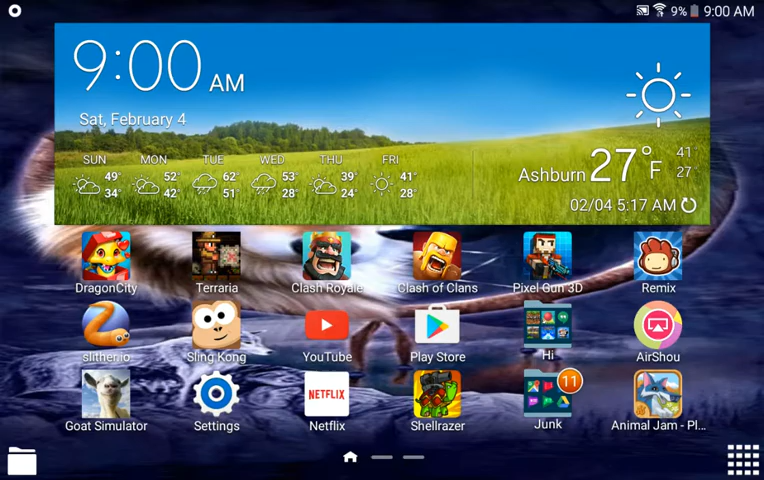 9% 9:00 AM
9:00 AM
Sat, February 4
SUN MON TUE WED THU FRI
49° 52° 62° 53° 39° 41°
34° 42° 51° 28° 24° 28°
Ashburn 27°F 41° 27°
02/04 5:17 AM
DragonCity Terraria Clash Royale Clash of Clans Pixel Gun 3D Remix
slither.io Sling Kong YouTube Play Store Hi AirShou
NETFLIX 11
Goat Simulator Settings Netflix Shellrazer Junk Animal Jam - Pl...